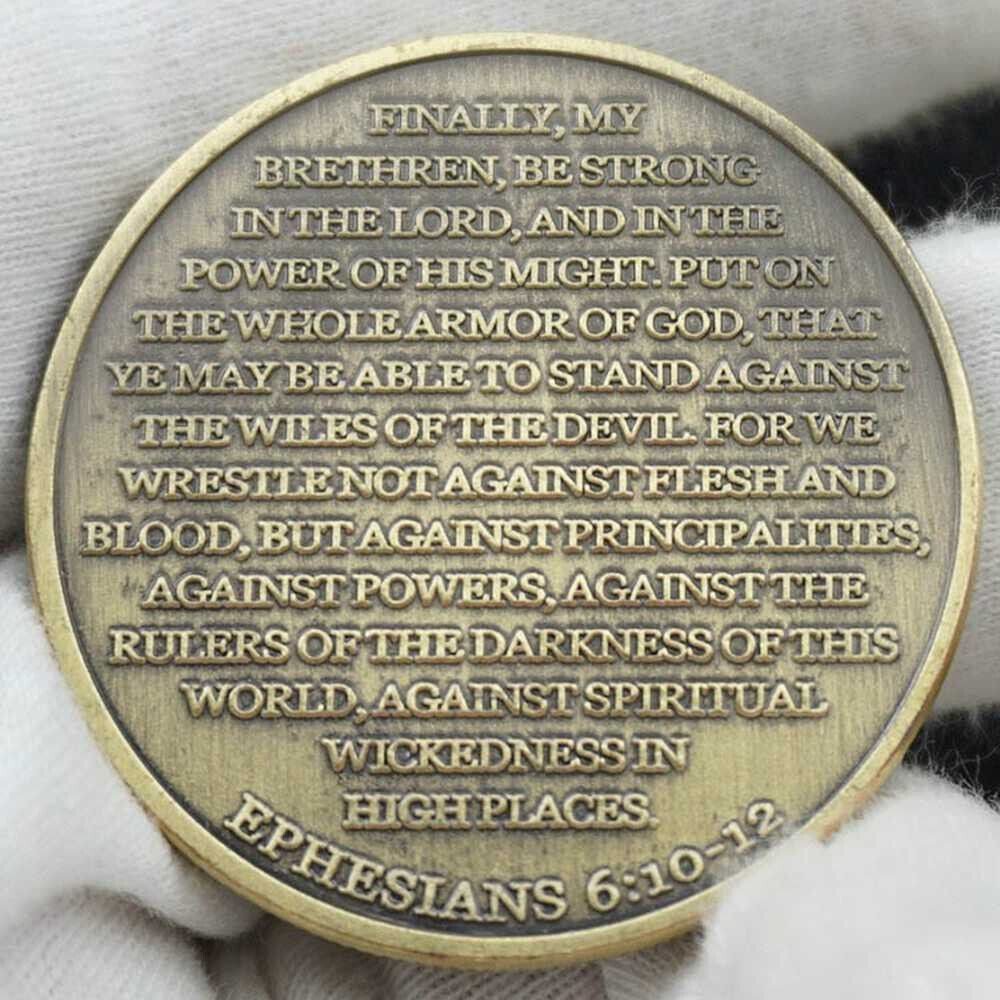 FINALLY, MY
BRETHREN, BE STRONG
IN THE LORD, AND IN THE
POWER OF HIS MIGHT. PUT ON
THE WHOLE ARMOR OF GOD, THAT
YE MAY BE ABLE TO STAND AGAINST
THE WILES OF THE DEVIL. FOR WE
WRESTLE NOT AGAINST FLESH AND
BLOOD, BUT AGAINST PRINCIPALITIES,
AGAINST POWERS, AGAINST THE
RULERS OF THE DARKNESS OF THIS
WORLD, AGAINST SPIRITUAL
WICKEDNESS IN
HIGH PLACES.
EPHESIANS 6:10-12